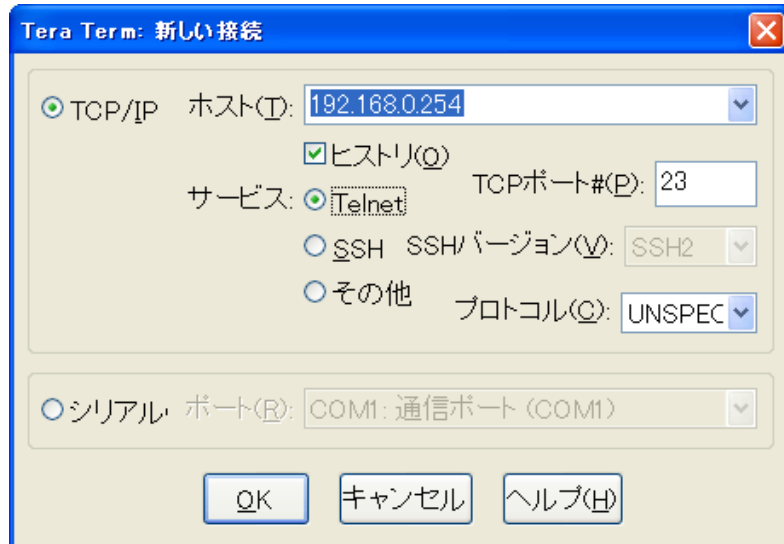 Tera Term: 新しい接続
TCP/IP ホスト(T): 192.168.0.254
ヒストリ(O)
サービス: Telnet TCPポート#(P): 23
SSH SSHバージョン(V): SSH2
その他 プロトコル(C): UNSPEC
シリアル ポート(R): COM1: 通信ポート (COM1)
OK キャンセル ヘルプ(H)